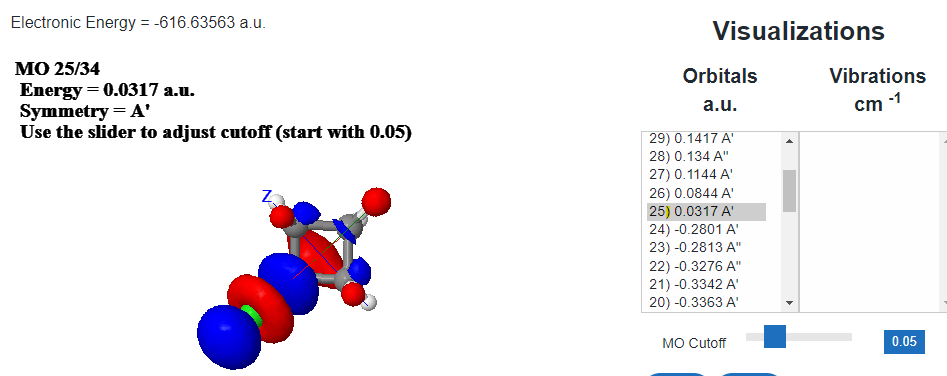 Electronic Energy = -616.63563 a.u.
MO 25/34
Energy = 0.0317 a.u.
Symmetry = A'
Use the slider to adjust cutoff (start with 0.05)
Z
Visualizations
Orbitals
a.u.
Vibrations
cm -1
29) 0.1417 A'
28) 0.134 A"
27) 0.1144 A'
26) 0.0844 A'
25) 0.0317 A'
24) -0.2801 A'
23) -0.2813 A"
22) -0.3276 A"
21) -0.3342 A'
20) -0.3363 A'
MO Cutoff
0.05